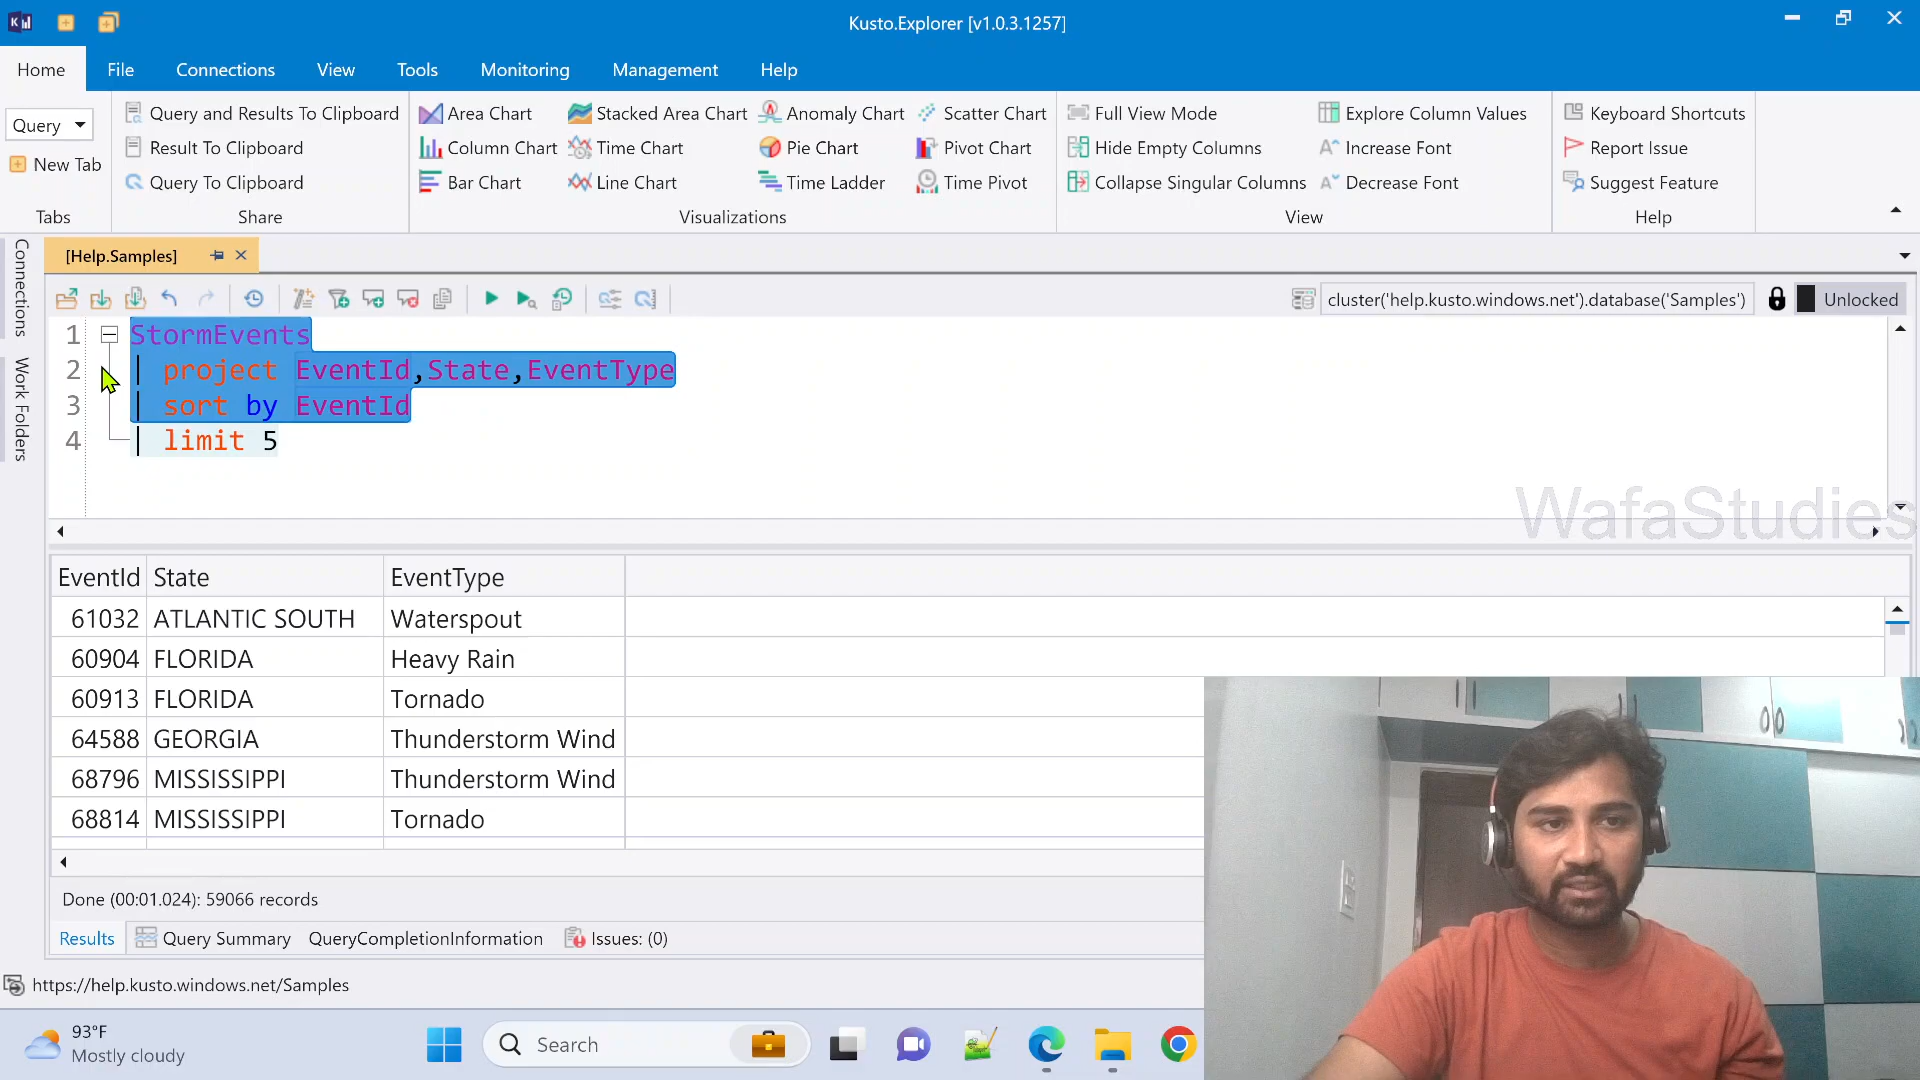 Kusto.Explorer [v1.0.3.1257]
Home File Connections View Tools Monitoring Management Help
Query
New Tab
Tabs
Query and Results To Clipboard
Result To Clipboard
Query To Clipboard
Share
Area Chart Stacked Area Chart Anomaly Chart Scatter Chart
Column Chart Time Chart Pie Chart Pivot Chart
Bar Chart Line Chart Time Ladder Time Pivot
Visualizations
Full View Mode Explore Column Values
Hide Empty Columns Increase Font
Collapse Singular Columns Decrease Font
View
Keyboard Shortcuts
Report Issue
Suggest Feature
Help
Connections
Work Folders
[Help.Samples]
cluster('help.kusto.windows.net').database('Samples') Unlocked
1 StormEvents
2 | project EventId,State,EventType
3 | sort by EventId
4 | limit 5
WafaStudies
EventId State EventType
61032 ATLANTIC SOUTH Waterspout
60904 FLORIDA Heavy Rain
60913 FLORIDA Tornado
64588 GEORGIA Thunderstorm Wind
68796 MISSISSIPPI Thunderstorm Wind
68814 MISSISSIPPI Tornado
Done (00:01.024): 59066 records
Results Query Summary QueryCompletionInformation Issues: (0)
https://help.kusto.windows.net/Samples
93°F
Mostly cloudy
Search